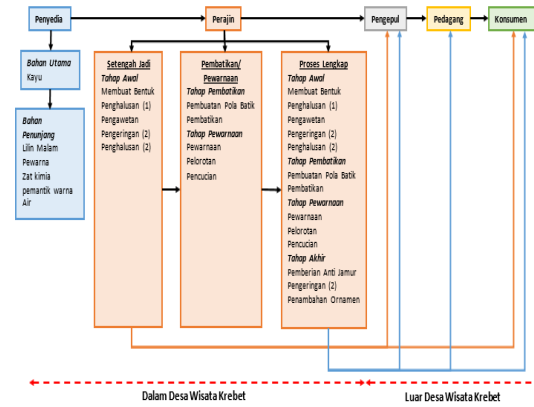 Penyedia
Perajin
Pengepul
Pedagang
Konsumen
Bahan Utama
Kayu
Bahan
Penunjang
Lilin Malam
Pewarna
Zat kimia
pemantik warna
Air
Setengah Jadi
Tahap Awal
Membuat Bentuk
Penghalusan (1)
Pengawetan
Pengeringan (2)
Penghalusan (2)
Pembatikan/
Pewarnaan
Tahap Pembatikan
Pembuatan Pola Batik
Pembatikan
Tahap Pewarnaan
Pewarnaan
Pelorotan
Pencucian
Proses Lengkap
Tahap Awal
Membuat Bentuk
Penghalusan (1)
Pengawetan
Pengeringan (2)
Penghalusan (2)
Tahap Pembatikan
Pembuatan Pola Batik
Pembatikan
Tahap Pewarnaan
Pewarnaan
Pelorotan
Pencucian
Tahap Akhir
Pemberian Anti Jamur
Pengeringan (2)
Penambahan Ornamen
Dalam Desa Wisata Krebet
Luar Desa Wisata Krebet